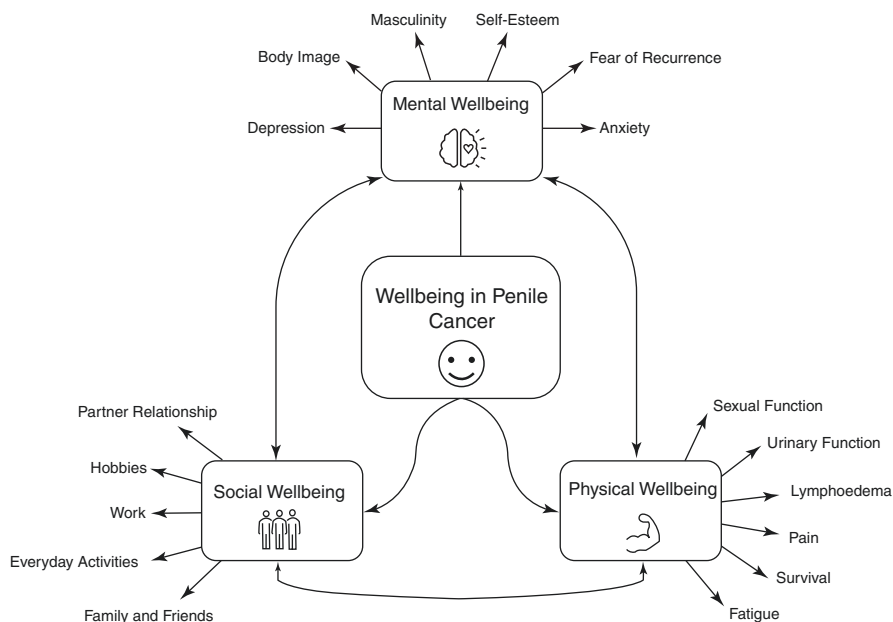 Masculinity
Self-Esteem
Body Image
Fear of Recurrence
Mental Wellbeing
Depression
Anxiety
Wellbeing in Penile
Cancer
Partner Relationship
Sexual Function
Hobbies
Urinary Function
Social Wellbeing
Physical Wellbeing
Lymphoedema
Work
Pain
Everyday Activities
Survival
Family and Friends
Fatigue